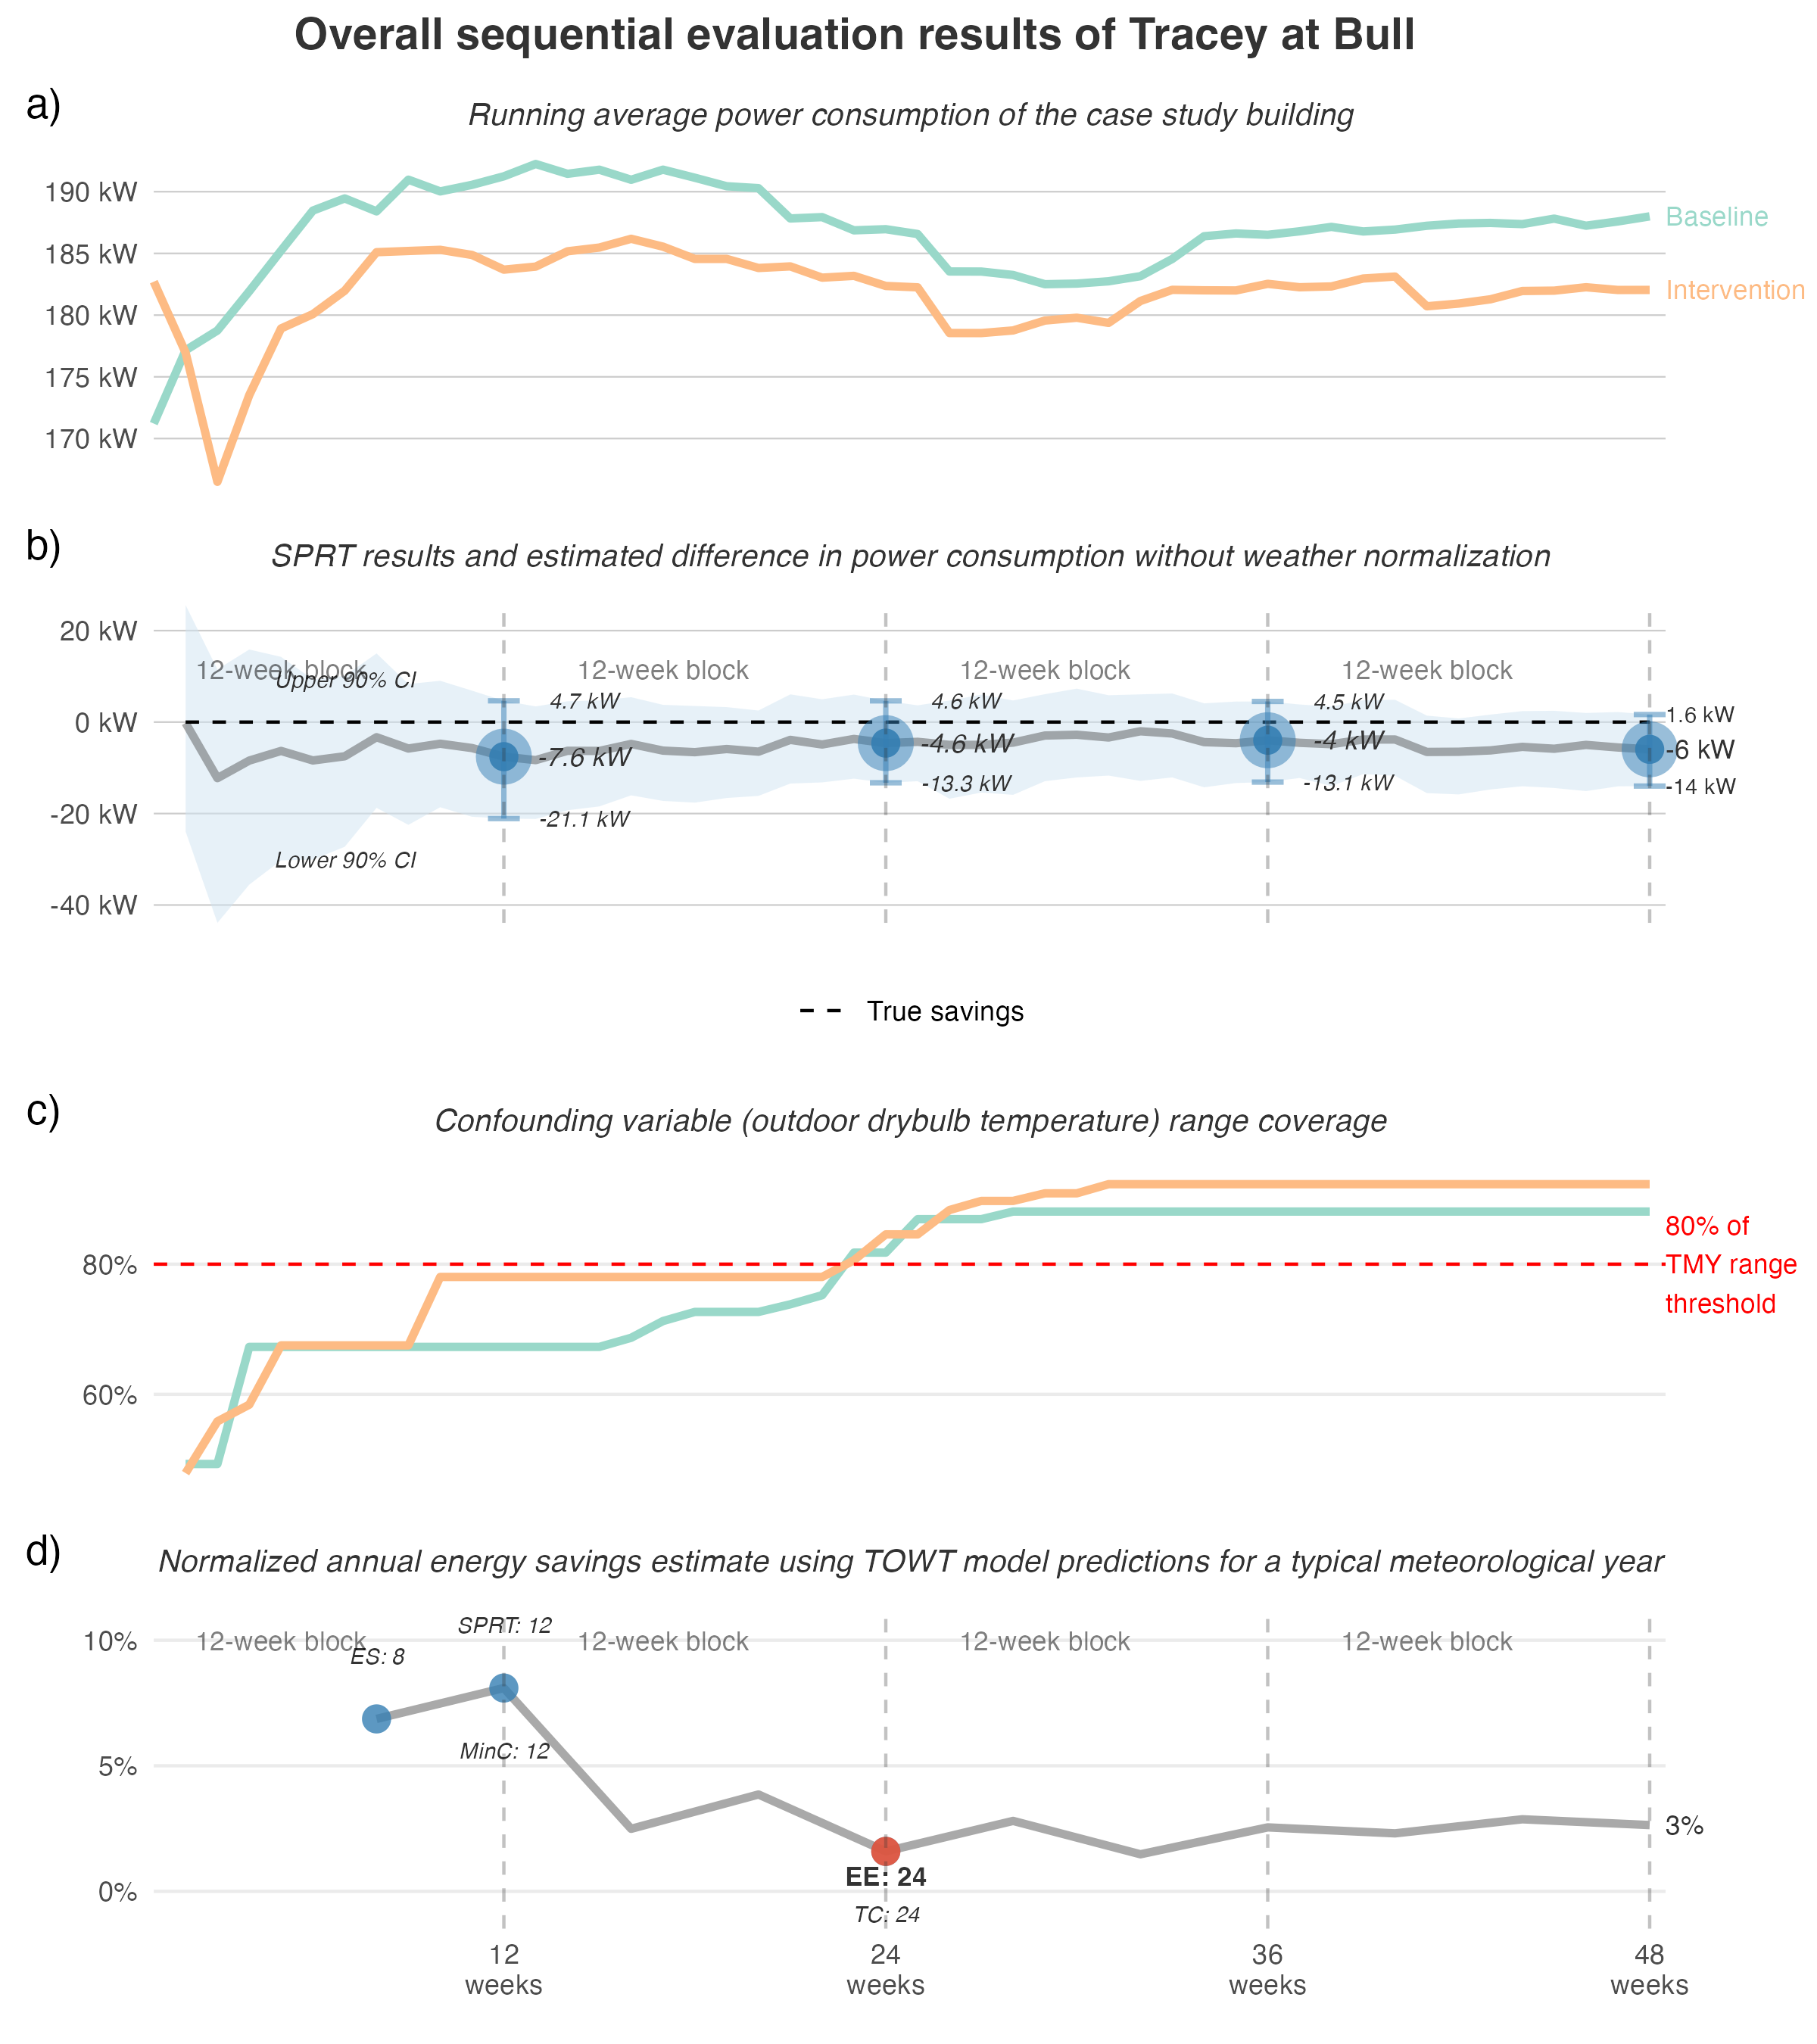 Overall sequential evaluation results of Tracey at Bull
a)
Running average power consumption of the case study building
190 kW
185 kW
180 kW
175 kW
170 kW
Baseline
Intervention
b)
SPRT results and estimated difference in power consumption without weather normalization
20 kW
0 kW
-20 kW
-40 kW
12-week block
12-week block
12-week block
12-week block
Upper 90% CI
Lower 90% CI
4.7 kW
-7.6 kW
-21.1 kW
4.6 kW
-4.6 kW
-13.3 kW
4.5 kW
-4 kW
-13.1 kW
1.6 kW
-6 kW
-14 kW
True savings
c)
Confounding variable (outdoor drybulb temperature) range coverage
80%
60%
80% of
TMY range
threshold
d)
Normalized annual energy savings estimate using TOWT model predictions for a typical meteorological year
10%
5%
0%
12-week block
12-week block
12-week block
12-week block
ES: 8
SPRT: 12
MinC: 12
EE: 24
TC: 24
3%
12
weeks
24
weeks
36
weeks
48
weeks